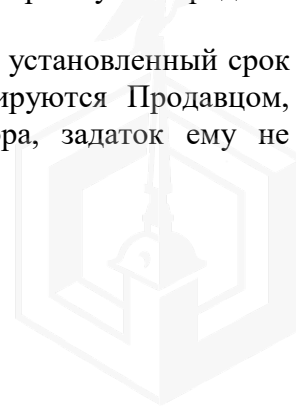 установленный срок
ируются Продавцом,
ра, задаток ему не